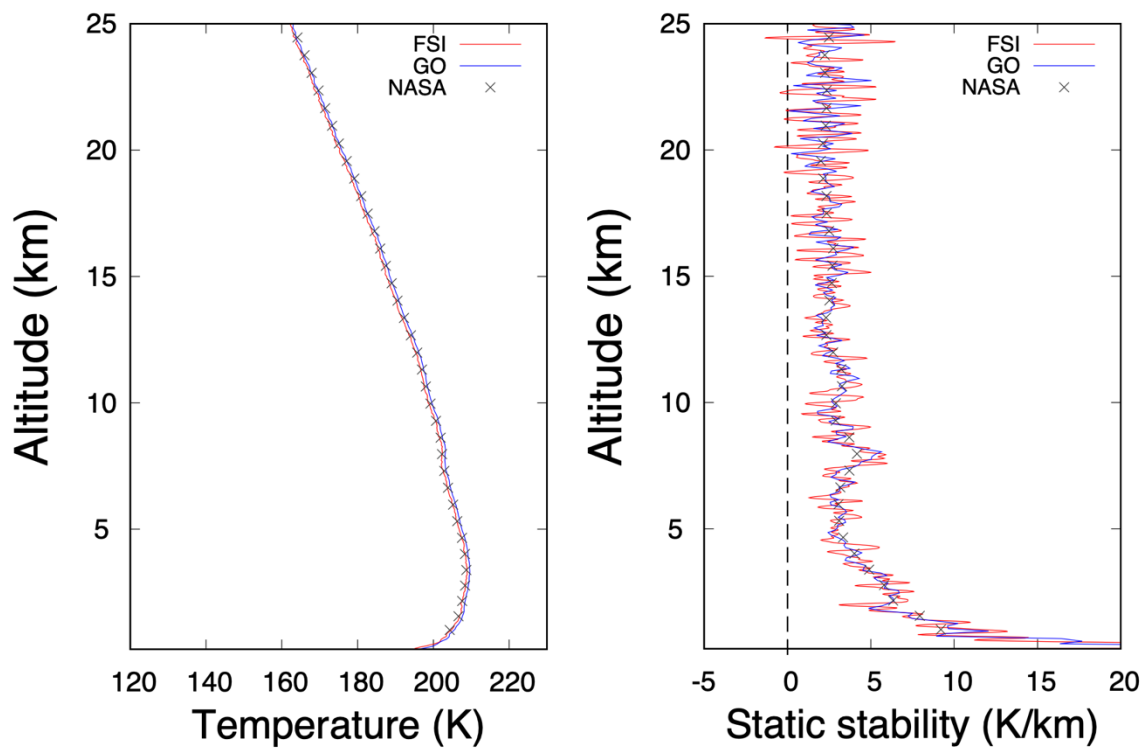 25
20
15
10
5
Altitude (km)
120 140 160 180 200 220
Temperature (K)
FSI
GO
NASA
25
20
15
10
5
Altitude (km)
-5 0 5 10 15 20
Static stability (K/km)
FSI
GO
NASA